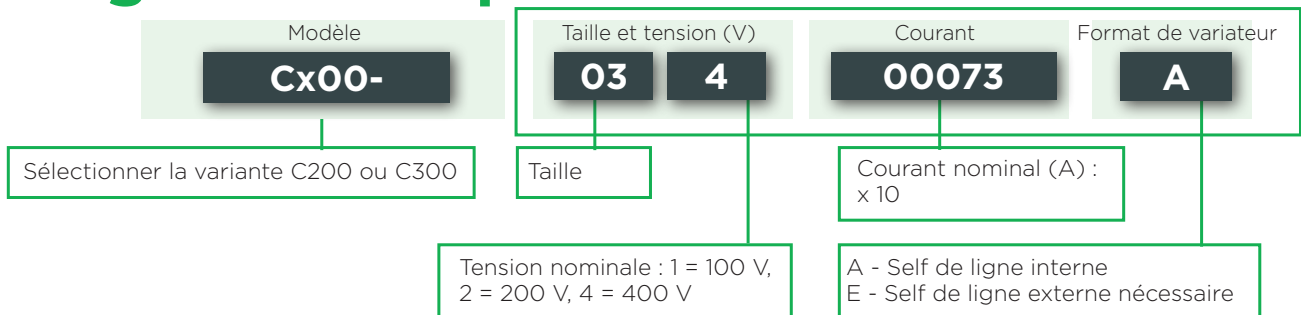 Modèle
Taille et tension (V)
Courant
Format de variateur
Cx00-
03
4
00073
A
Sélectionner la variante C200 ou C300
Taille
Courant nominal (A) :
x 10
Tension nominale : 1 = 100 V,
2 = 200 V, 4 = 400 V
A - Self de ligne interne
E - Self de ligne externe nécessaire